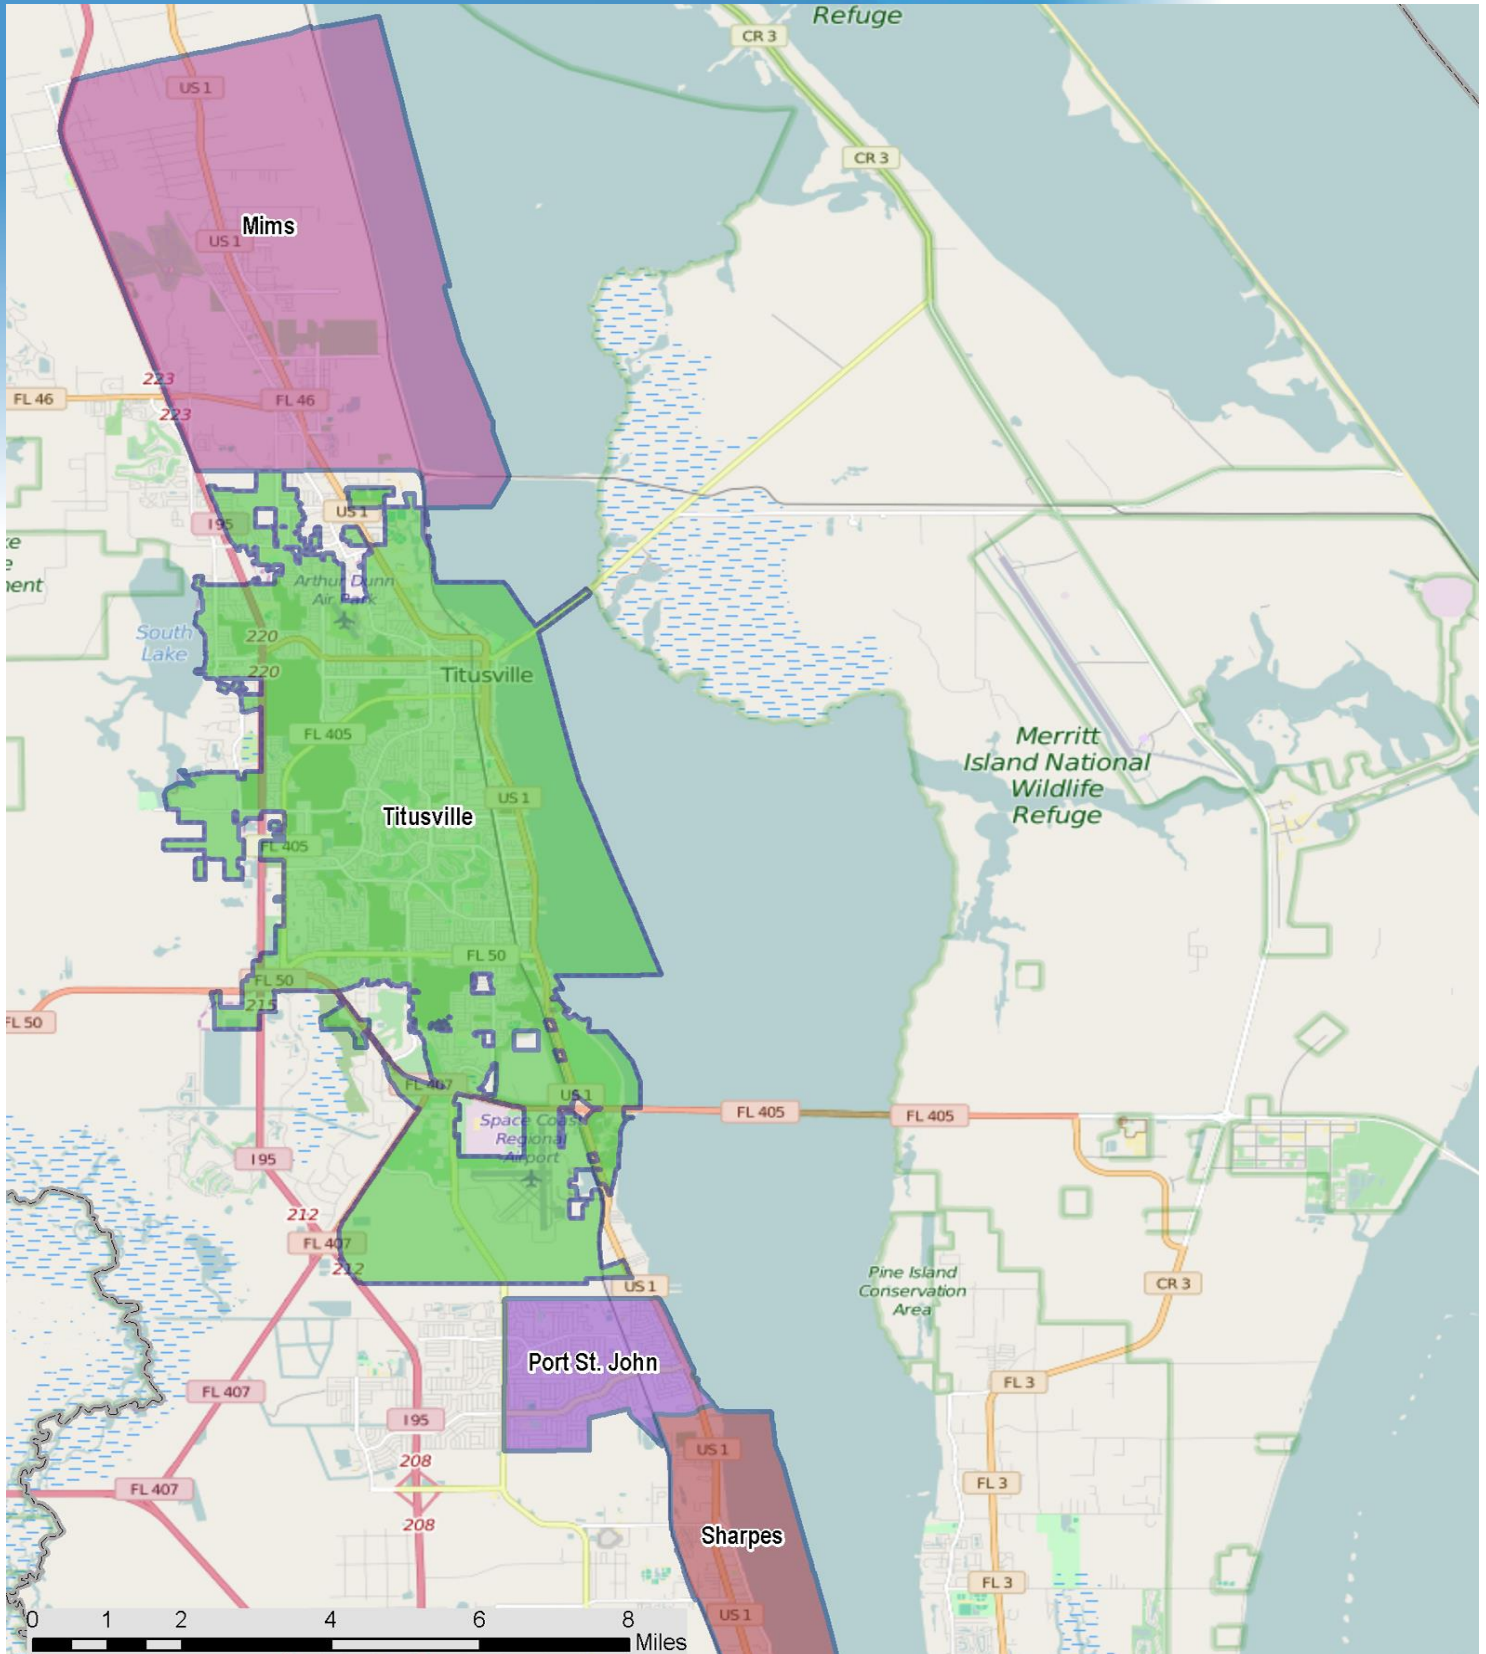 Refuge
CR 3
CR 3
US 1
Mims
US 1
223
FL 46
FL 46
223
US 1
I 95
ke
e
ment
Arthur Dunn
Air Park
South
Lake
220
220
Titusville
FL 405
Merritt
Island National
Wildlife
Refuge
US 1
Titusville
FL 405
FL 50
FL 50
215
FL 50
FL 407
US 1
FL 405
FL 405
Space Coast
Regional
Airport
I 95
212
FL 407
212
US 1
Pine Island
Conservation
Area
CR 3
Port St. John
FL 407
I 95
FL 3
208
US 1
FL 407
FL 3
208
Sharpes
FL 3
US 1
0 1 2 4 6 8
Miles